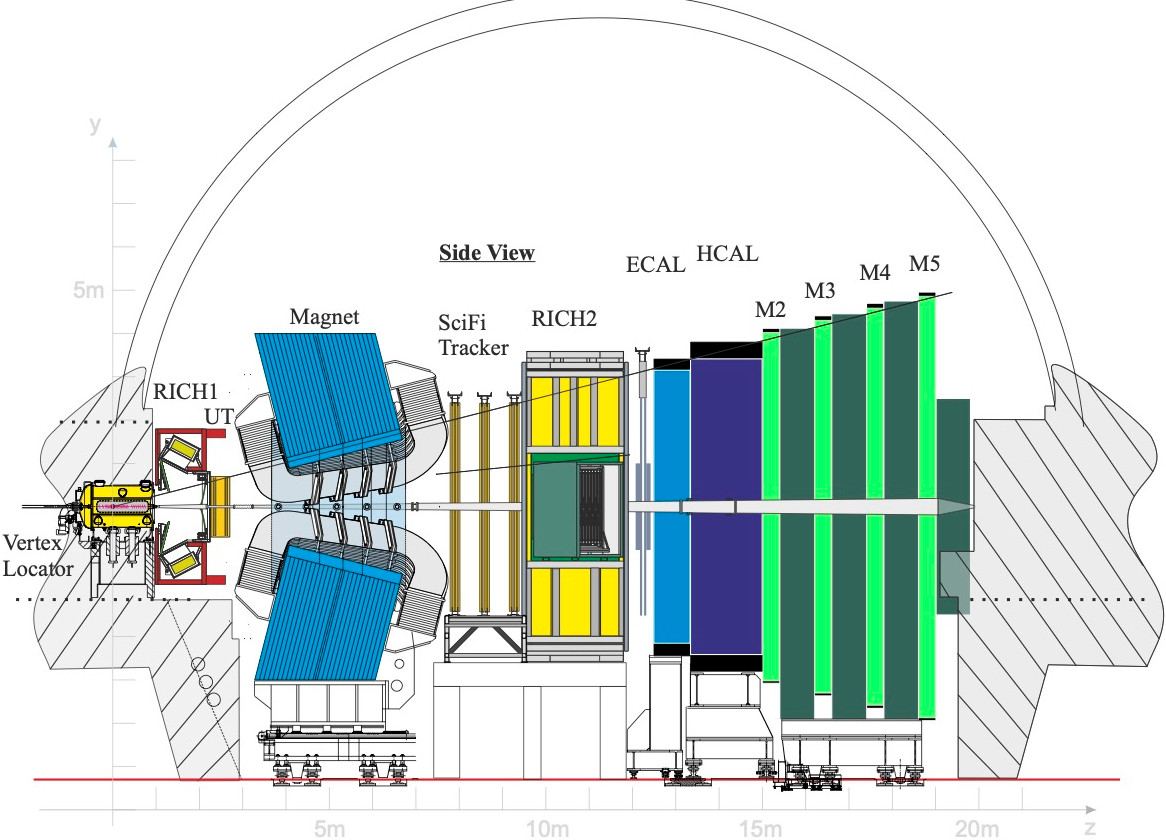 y
5m
Side View
ECAL
HCAL
M2
M3
M4
M5
Magnet
SciFi
Tracker
RICH2
RICH1
UT
Vertex
Locator
5m
10m
15m
20m
z